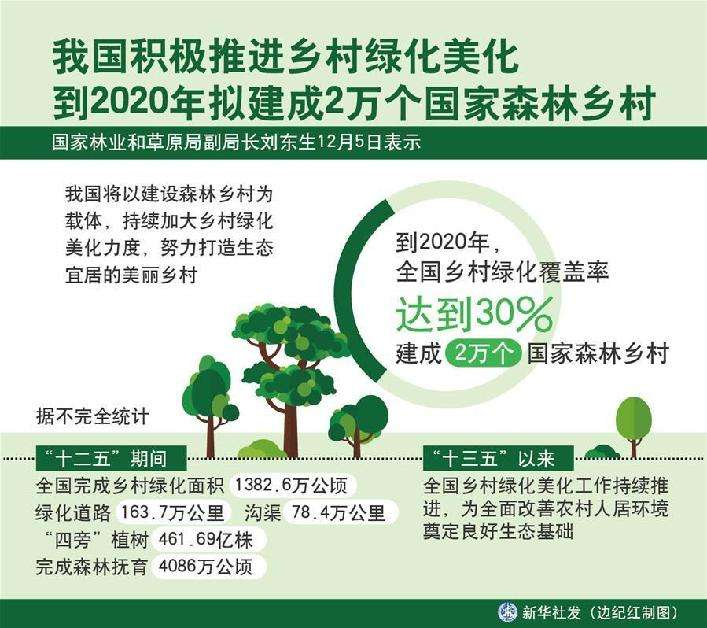 我国积极推进乡村绿化美化
到2020年拟建成2万个国家森林乡村
国家林业和草原局副局长刘东生12月5日表示
我国将以建设森林乡村为
载体，持续加大乡村绿化
美化力度，努力打造生态
宜居的美丽乡村
到2020年，
全国乡村绿化覆盖率
达到30%
建成 2万个 国家森林乡村
据不完全统计
“十二五”期间
全国完成乡村绿化面积 1382.6万公顷
绿化道路 163.7万公里 沟渠 78.4万公里
“四旁”植树 461.69亿株
完成森林抚育 4086万公顷
“十三五”以来
全国乡村绿化美化工作持续推
进，为全面改善农村人居环境
奠定良好生态基础
新华社发（边纪红制图）